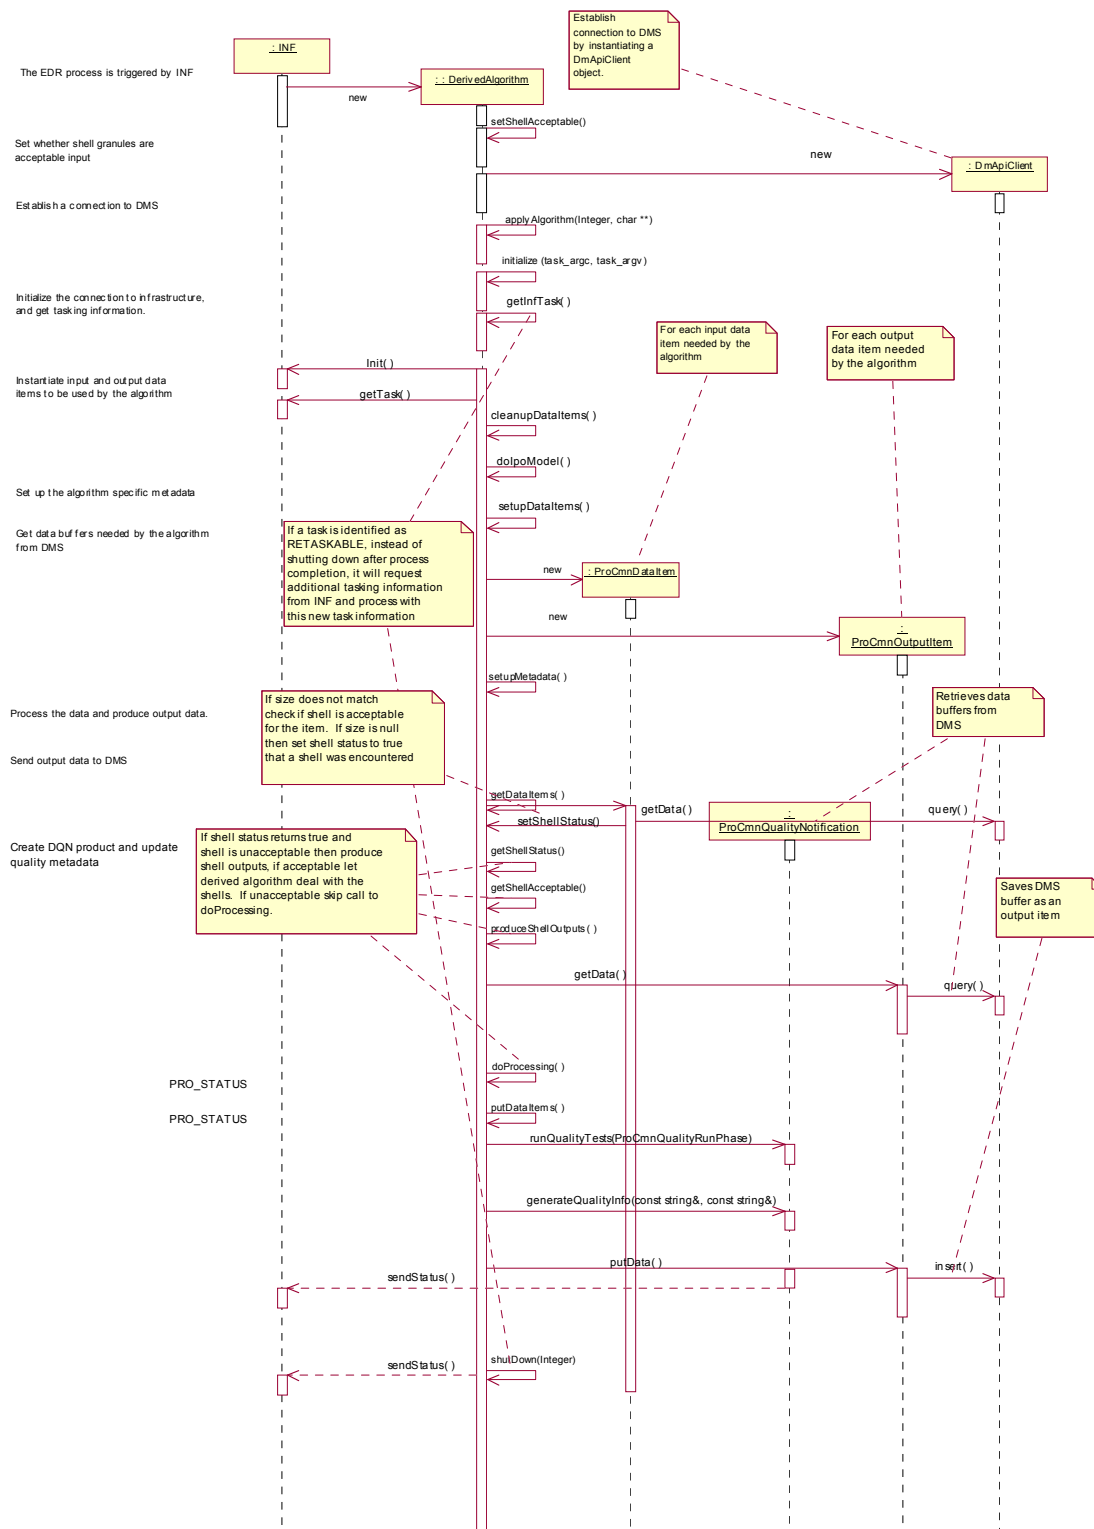 Establish
connection to DMS
by instantiating a
DmApiClient
object.
: INF
The EDR process is triggered by INF
: : DerivedAlgorithm
new
setShellAcceptable()
Set whether shell granules are
acceptable input
new
: DmApiClient
Establish a connection to DMS
applyAlgorithm(Integer, char **)
initialize (task_argc, task_argv)
Initialize the connection to infrastructure,
and get tasking information.
getInfTask( )
For each input data
item needed by the
algorithm
For each output
data item needed
by the algorithm
Init( )
Instantiate input and output data
items to be used by the algorithm
getTask( )
cleanupDataItems( )
doIpoModel( )
Set up the algorithm specific metadata
setupDataItems( )
Get data buffers needed by the algorithm
from DMS
If a task is identified as
RETASKABLE, instead of
shutting down after process
completion, it will request
additional tasking information
from INF and process with
this new task information
new
: ProCmnDataItem
new
:
ProCmnOutputItem
setupMetadata( )
If size does not match
check if shell is acceptable
for the item. If size is null
then set shell status to true
that a shell was encountered
Retrieves data
buffers from
DMS
Process the data and produce output data.
Send output data to DMS
getDataItems( )
getData( )
:
ProCmnQualityNotification
query( )
setShellStatus()
If shell status returns true and
shell is unacceptable then produce
shell outputs, if acceptable let
derived algorithm deal with the
shells. If unacceptable skip call to
doProcessing.
Create DQN product and update
quality metadata
getShellStatus()
getShellAcceptable()
Saves DMS
buffer as an
output item
produceShellOutputs( )
getData( )
query( )
doProcessing( )
PRO_STATUS
putDataItems( )
PRO_STATUS
runQualityTests(ProCmnQualityRunPhase)
generateQualityInfo(const string&, const string&)
putData( )
insert( )
sendStatus( )
shutDown(Integer)
sendStatus( )